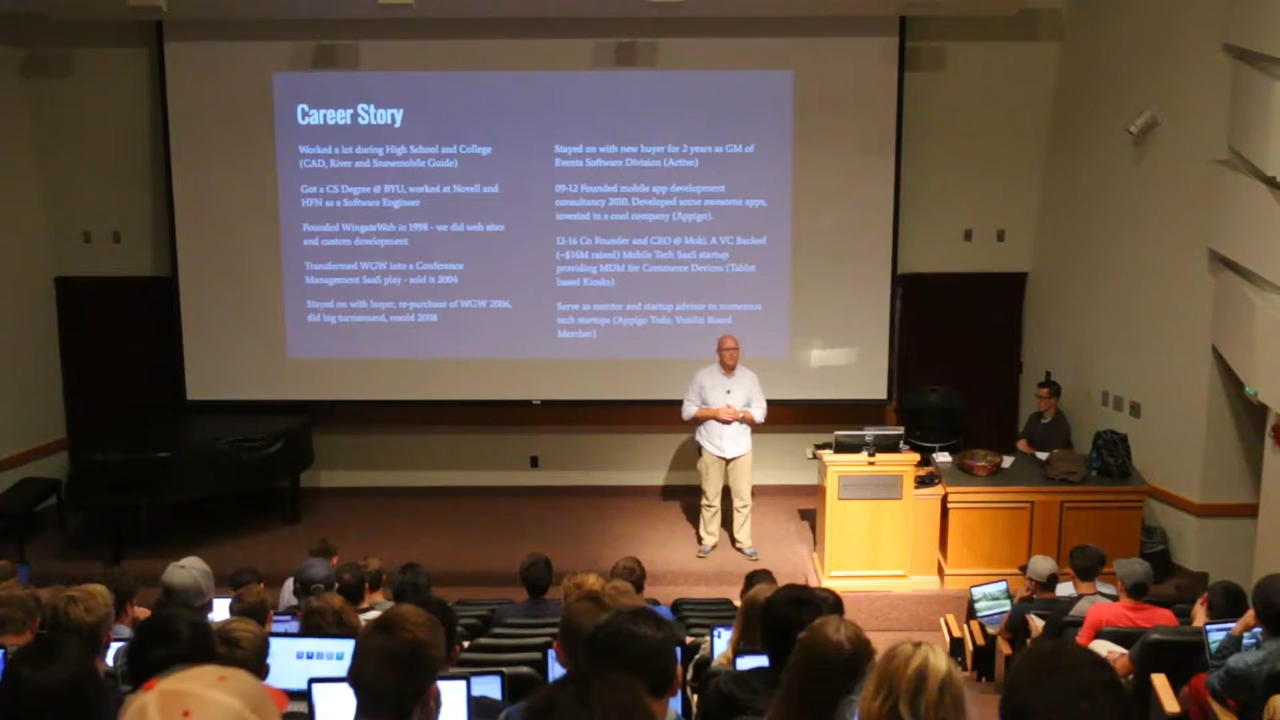 Career Story
Worked a lot during High School and College
(CAD, River and Snowmobile Guide)
Got a CS Degree @ BYU, worked at Novell and
HFN as a Software Engineer
Founded WingateWeb in 1998 - we did web sites
and custom development
Transformed WGW into a Conference
Management SaaS play - sold it 2004
Stayed on with buyer, re-purchase of WGW 2006,
did big turnaround, resold 2008
Stayed on with new buyer for 2 years as GM of
Events Software Division (Active)
09-12 Founded mobile app development
consultancy 2010. Developed some awesome apps,
invested in a cool company (Appigo).
12-16 Co Founder and CEO @ Moki. A VC Backed
(~$16M raised) Mobile Tech SaaS startup
providing MDM for Commerce Devices (Tablet
based Kiosks).
Serve as mentor and startup advisor to numerous
tech startups (Appigo Todo, Board
Member)